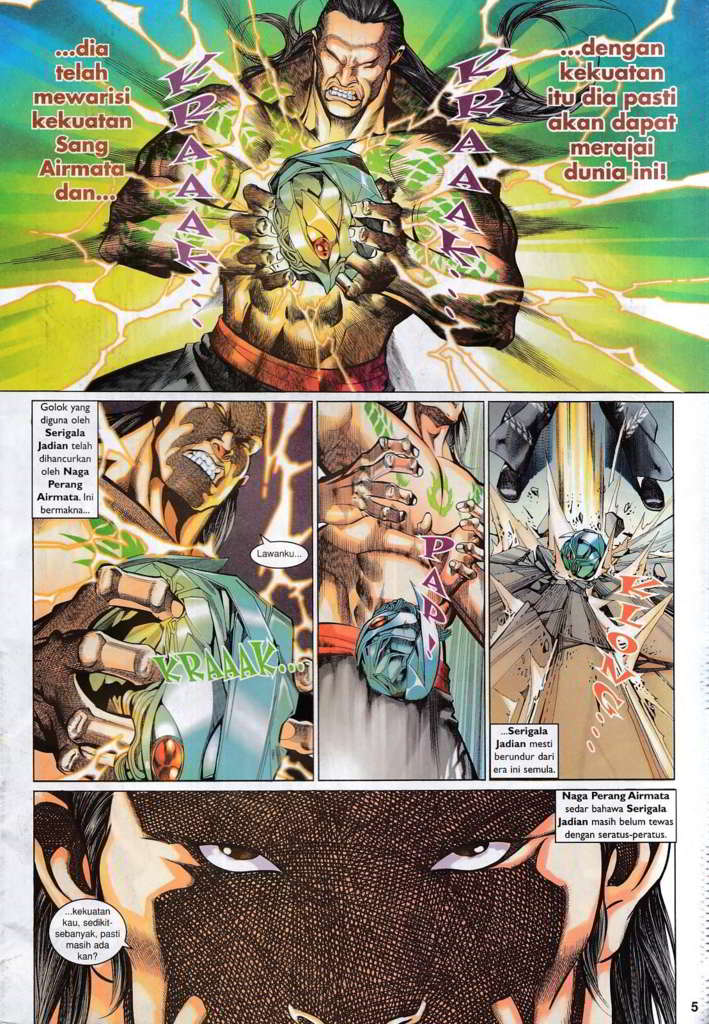 ...dia
telah
mewarisi
kekuatan
Sang
Airmata
dan...
KRAAAK...
KRAAAK...
...dengan
kekuatan
itu dia pasti
akan dapat
merajai
dunia ini!
Golok yang
diguna oleh
Serigala
Jadian telah
dihancurkan
oleh Naga
Perang
Airmata. Ini
bermakna...
Lawanku...
KRAAAK...
PAP!
KLONG...
...Serigala
Jadian mesti
berundur dari
era ini semula.
Naga Perang Airmata
sedar bahawa Serigala
Jadian masih belum tewas
dengan seratus-peratus.
...kekuatan
kau, sedikit-
sebanyak, pasti
masih ada
kan?
5